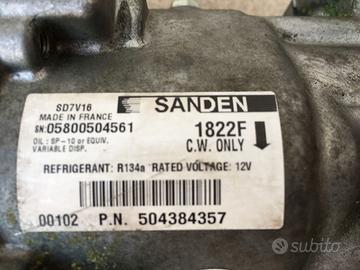 SD7V16
MADE IN FRANCE
SN:05800504561
OIL: SP-10 or EQUIV.
VARIABLE DISP.
SANDEN
1822F
C.W. ONLY
REFRIGERANT: R134a RATED VOLTAGE: 12V
00102 P.N. 504384357
subito